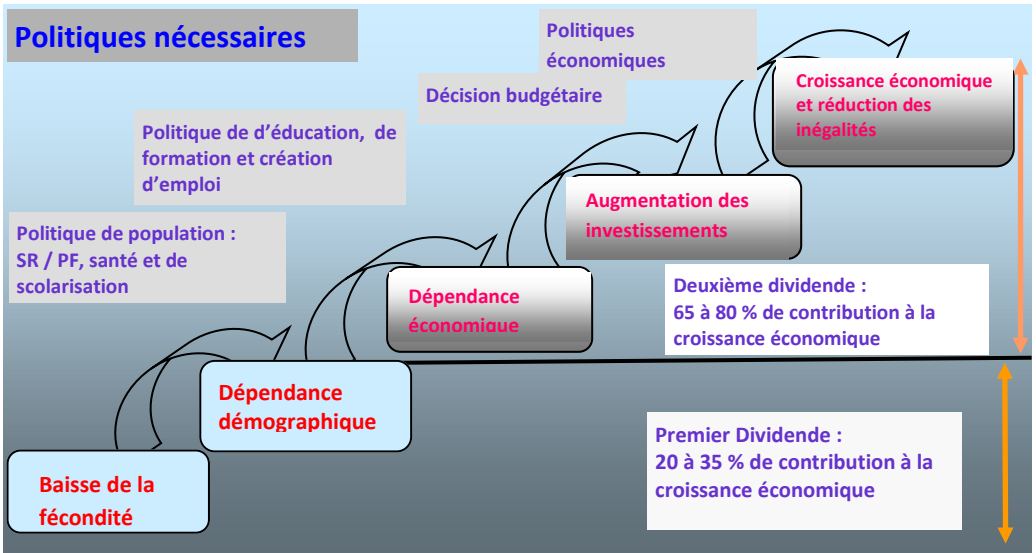 Politiques nécessaires
Politiques
économiques
Décision budgétaire
Croissance économique
et réduction des
inégalités
Politique de d'éducation, de
formation et création
d'emploi
Augmentation des
investissements
Politique de population :
SR / PF, santé et de
scolarisation
Dépendance
économique
Deuxième dividende :
65 à 80 % de contribution à la
croissance économique
Dépendance
démographique
Premier Dividende :
20 à 35 % de contribution à la
croissance économique
Baisse de la
fécondité